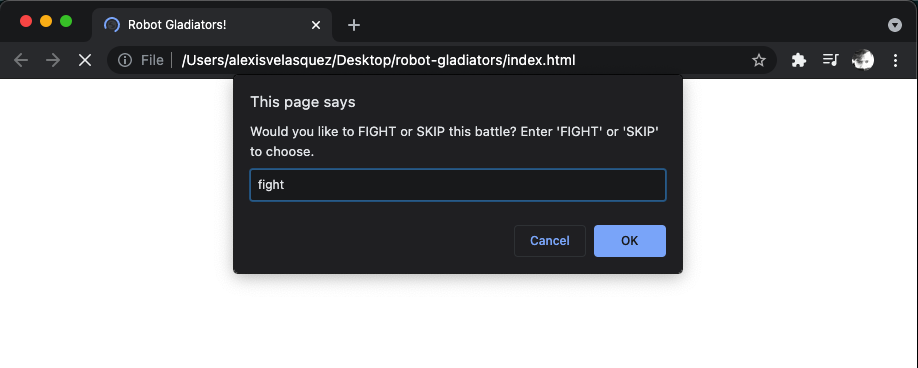 Robot Gladiators!
File
/Users/alexisvelasquez/Desktop/robot-gladiators/index.html
This page says
Would you like to FIGHT or SKIP this battle? Enter 'FIGHT' or 'SKIP'
to choose.
fight
Cancel
OK